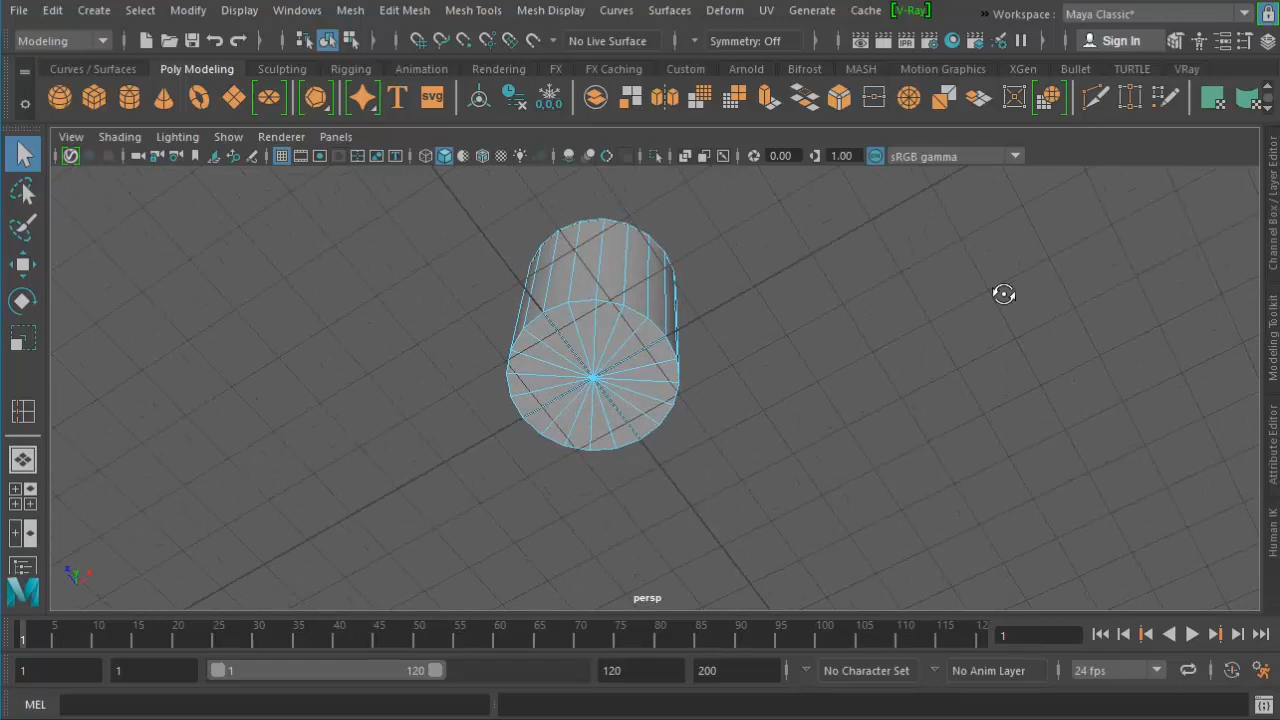 File Edit Create Select Modify Display Windows Mesh Edit Mesh Mesh Tools Mesh Display Curves Surfaces Deform UV Generate Cache [V-Ray] » Workspace : Maya Classic*
Modeling No Live Surface Symmetry: Off Sign In
Curves / Surfaces Poly Modeling Sculpting Rigging Animation Rendering FX FX Caching Custom Arnold Bifrost MASH Motion Graphics XGen Bullet TURTLE VRay
T svg 0,0,0
View Shading Lighting Show Renderer Panels
0.00 1.00 sRGB gamma
Channel Box / Layer Editor
Modeling Toolkit
Attribute Editor
Human IK
z y x
persp
1 5 10 15 20 25 30 35 40 45 50 55 60 65 70 75 80 85 90 95 100 105 110 115 12 1
1 1 1 120 120 200 No Character Set No Anim Layer 24 fps
MEL